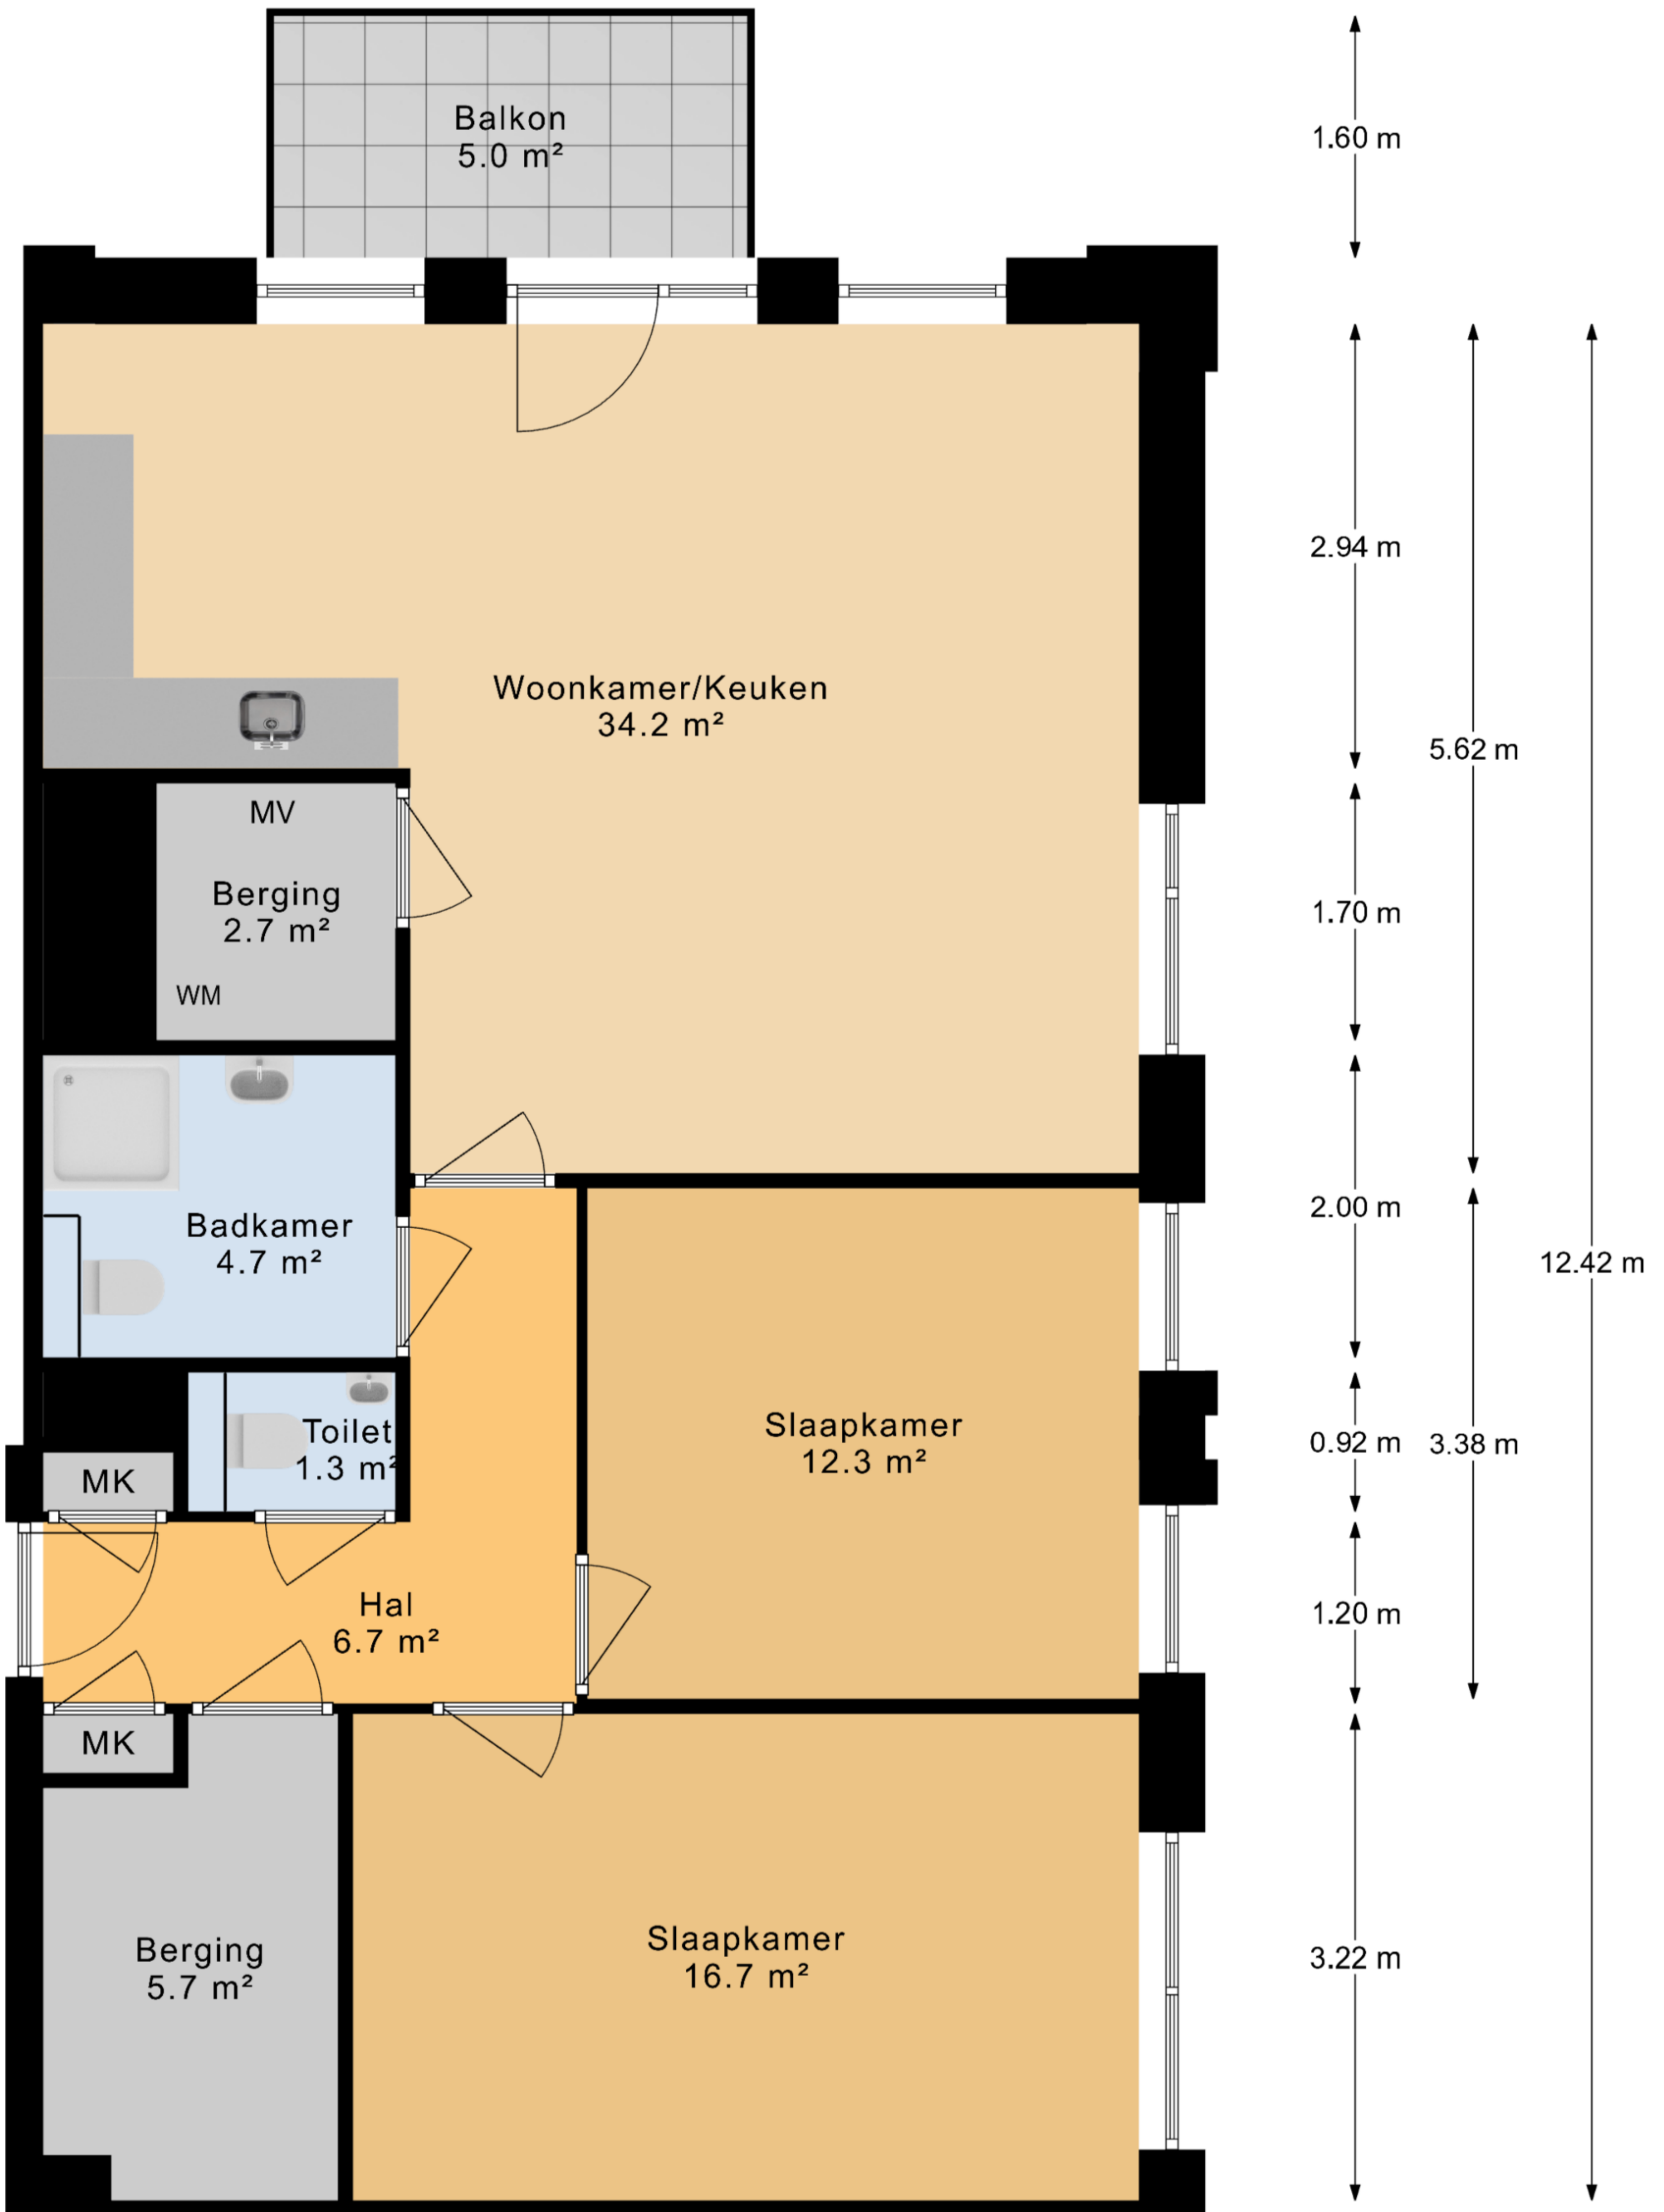 Balkon
5.0 m²
1.60 m
2.94 m
Woonkamer/Keuken
34.2 m²
5.62 m
MV
Berging
2.7 m²
WM
1.70 m
Badkamer
4.7 m²
2.00 m
12.42 m
Toilet
1.3 m²
MK
Slaapkamer
12.3 m²
0.92 m
3.38 m
Hal
6.7 m²
1.20 m
MK
Berging
5.7 m²
Slaapkamer
16.7 m²
3.22 m